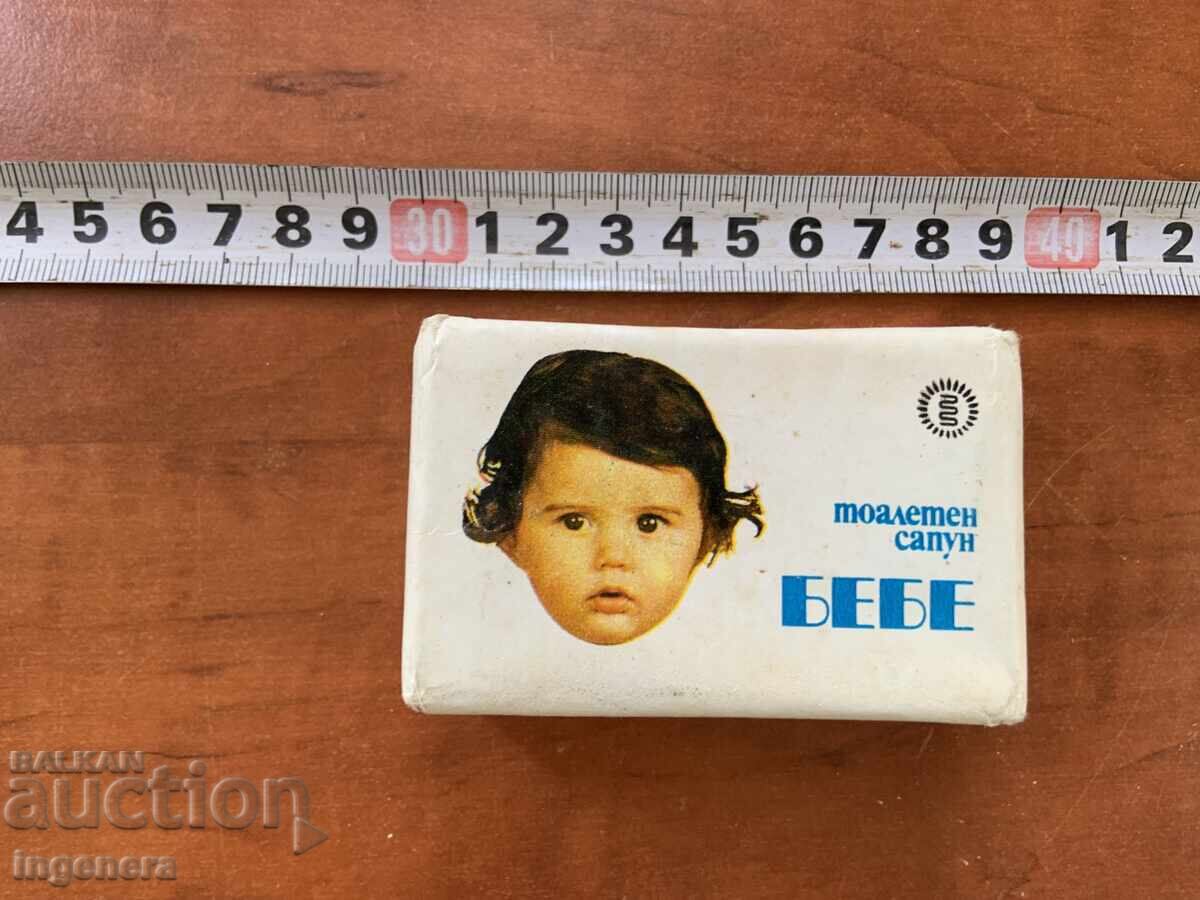 4 5 6 7 8 9 30 1 2 3 4 5 6 7 8 9 40 1 2
тоалетен
сапун
БЕБЕ
BALKAN
auction
ingenera